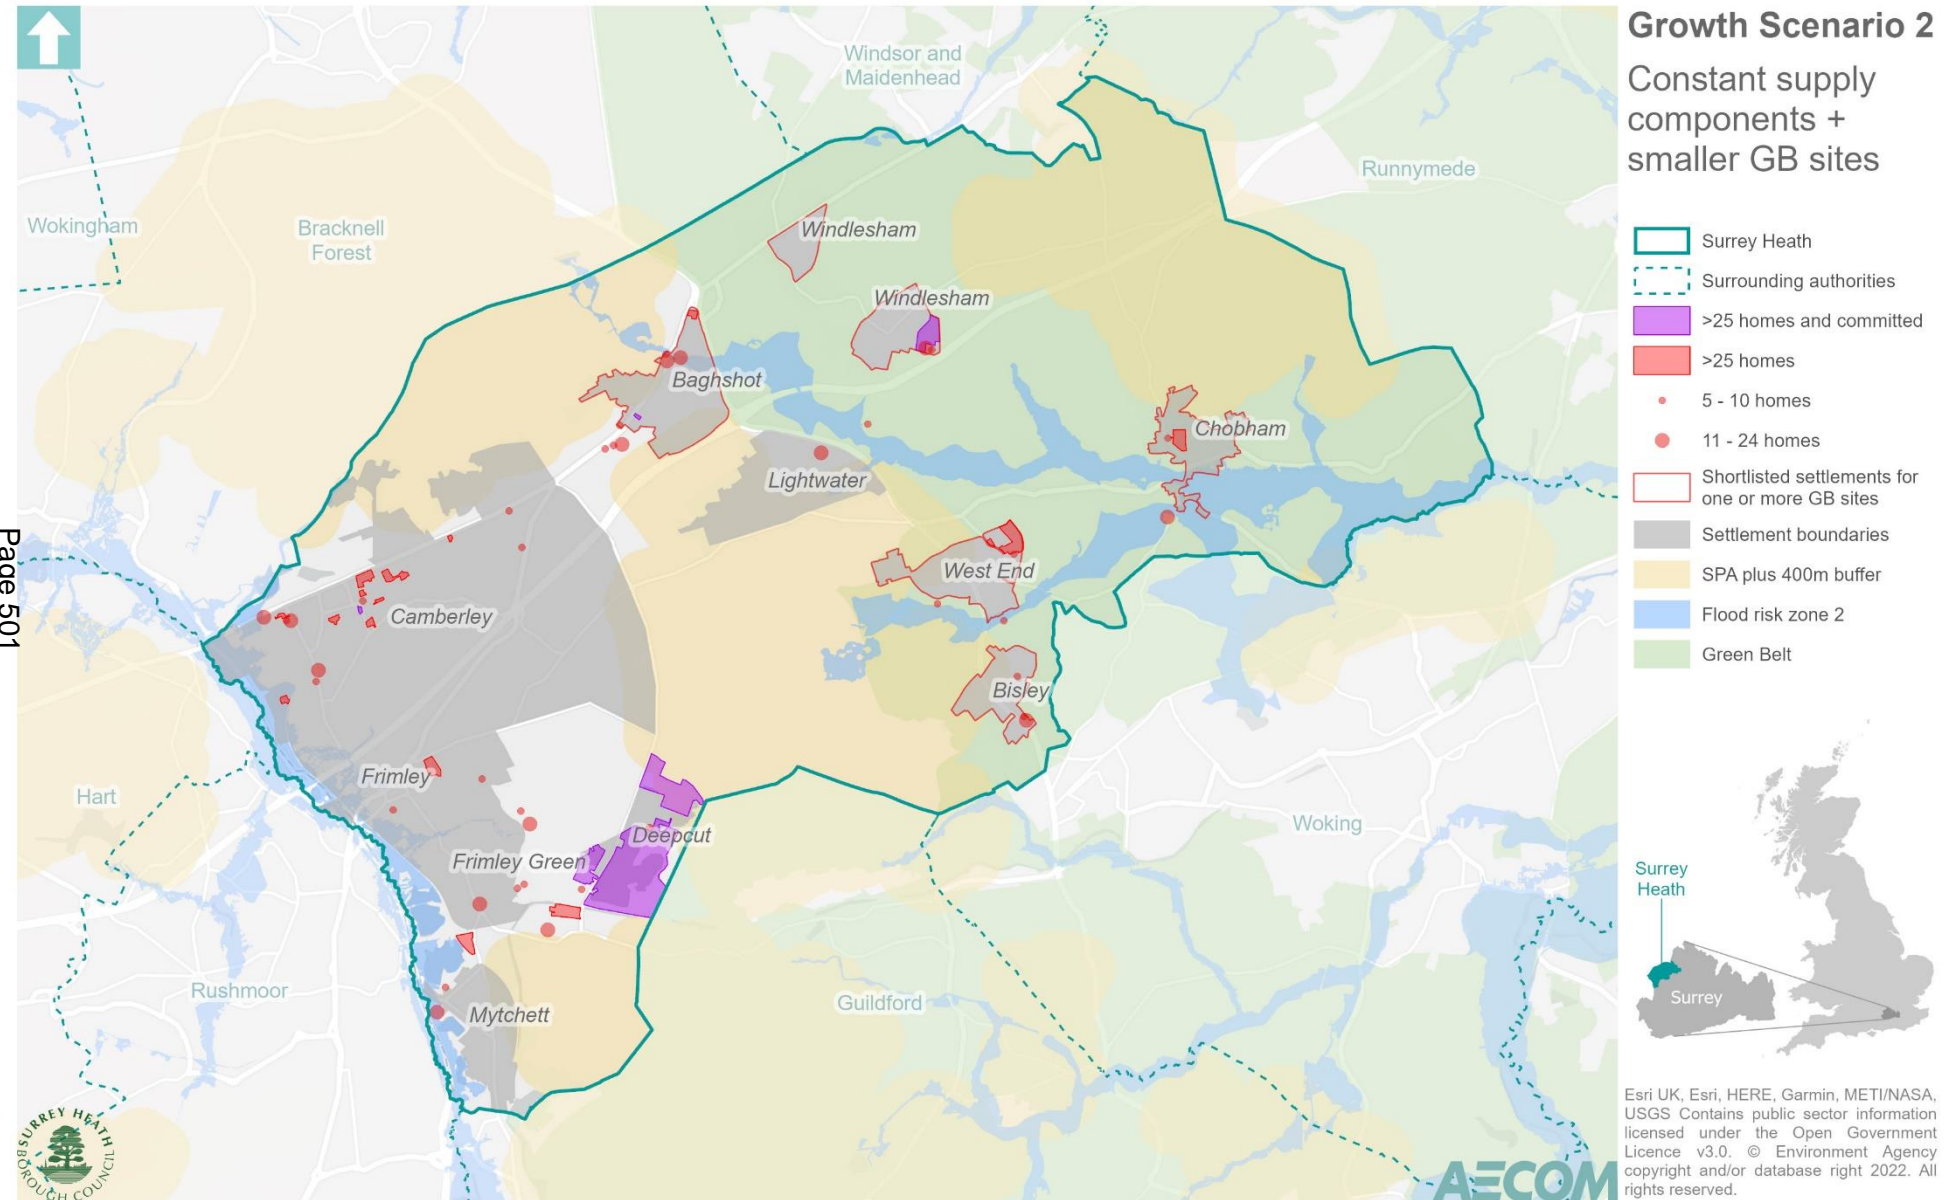 Growth Scenario 2
Constant supply
components +
smaller GB sites
Surrey Heath
Surrounding authorities
>25 homes and committed
>25 homes
5 - 10 homes
11 - 24 homes
Shortlisted settlements for
one or more GB sites
Settlement boundaries
SPA plus 400m buffer
Flood risk zone 2
Green Belt
Windsor and
Maidenhead
Runnymede
Wokingham
Bracknell
Forest
Windlesham
Windlesham
Baghshot
Chobham
Lightwater
West End
Camberley
Bisley
Frimley
Hart
Deepcut
Woking
Frimley Green
Rushmoor
Guildford
Mytchett
Page 501
Surrey
Heath
Surrey
SURREY HEATH
BOROUGH COUNCIL
AECOM
Esri UK, Esri, HERE, Garmin, METI/NASA,
USGS Contains public sector information
licensed under the Open Government
Licence v3.0. © Environment Agency
copyright and/or database right 2022. All
rights reserved.